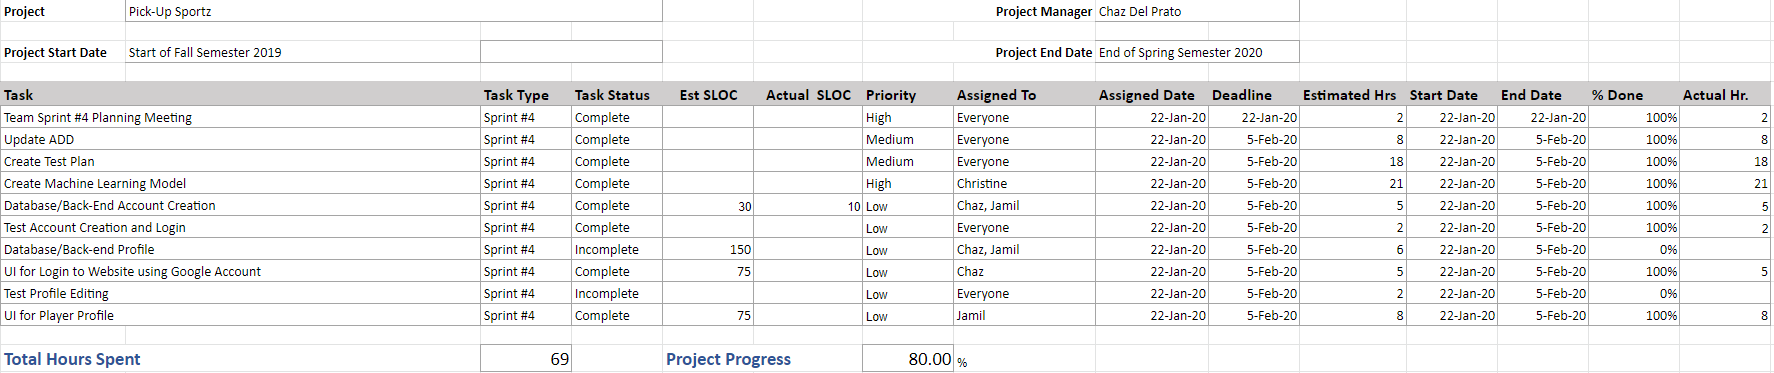 Project Pick-Up Sportz Project Manager Chaz Del Prato
Project Start Date Start of Fall Semester 2019 Project End Date End of Spring Semester 2020
Task Task Type Task Status Est SLOC Actual SLOC Priority Assigned To Assigned Date Deadline Estimated Hrs Start Date End Date % Done Actual Hr.
Team Sprint #4 Planning Meeting Sprint #4 Complete High Everyone 22-Jan-20 22-Jan-20 2 22-Jan-20 22-Jan-20 100% 2
Update ADD Sprint #4 Complete Medium Everyone 22-Jan-20 5-Feb-20 8 22-Jan-20 5-Feb-20 100% 8
Create Test Plan Sprint #4 Complete Medium Everyone 22-Jan-20 5-Feb-20 18 22-Jan-20 5-Feb-20 100% 18
Create Machine Learning Model Sprint #4 Complete High Christine 22-Jan-20 5-Feb-20 21 22-Jan-20 5-Feb-20 100% 21
Database/Back-End Account Creation Sprint #4 Complete 30 10 Low Chaz, Jamil 22-Jan-20 5-Feb-20 5 22-Jan-20 5-Feb-20 100% 5
Test Account Creation and Login Sprint #4 Complete Low Everyone 22-Jan-20 5-Feb-20 2 22-Jan-20 5-Feb-20 100% 2
Database/Back-end Profile Sprint #4 Incomplete 150 Low Chaz, Jamil 22-Jan-20 5-Feb-20 6 22-Jan-20 5-Feb-20 0%
UI for Login to Website using Google Account Sprint #4 Complete 75 Low Chaz 22-Jan-20 5-Feb-20 5 22-Jan-20 5-Feb-20 100% 5
Test Profile Editing Sprint #4 Incomplete Low Everyone 22-Jan-20 5-Feb-20 2 22-Jan-20 5-Feb-20 0%
UI for Player Profile Sprint #4 Complete 75 Low Jamil 22-Jan-20 5-Feb-20 8 22-Jan-20 5-Feb-20 100% 8
Total Hours Spent 69 Project Progress 80.00 %